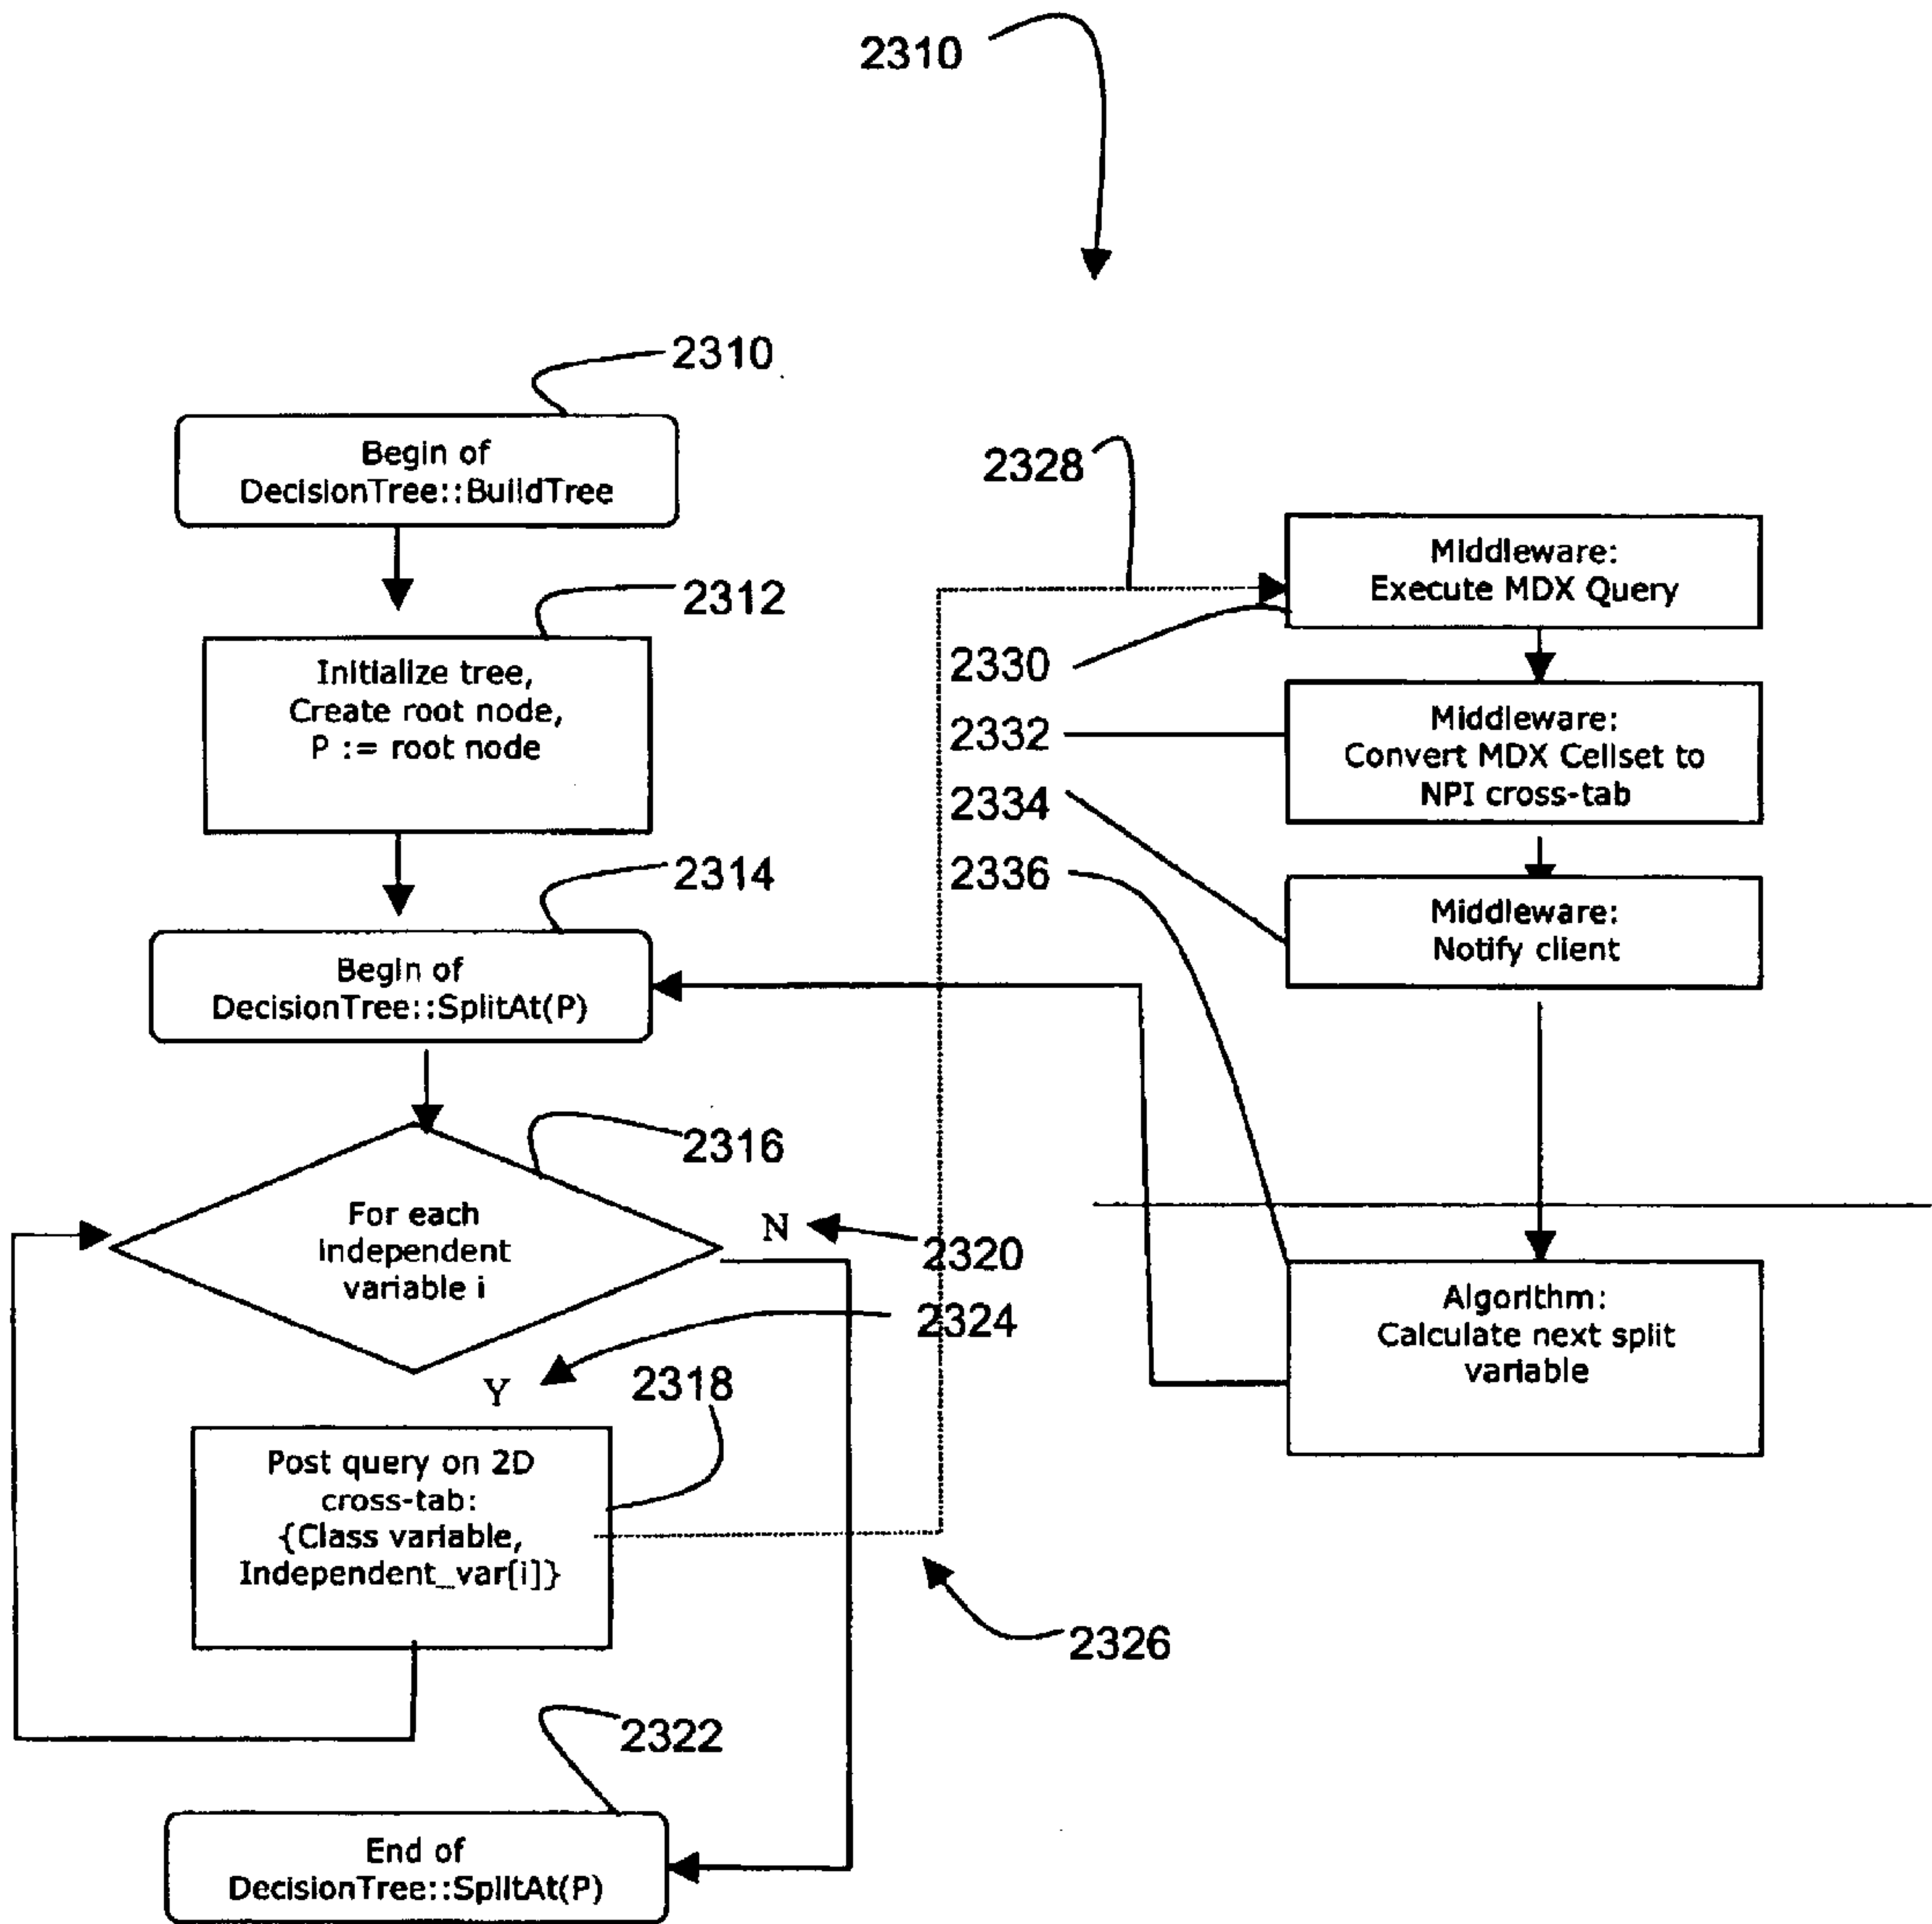 2310
2310
Begin of
DecisionTree::BuildTree
2312
Initialize tree,
Create root node,
P := root node
2314
Begin of
DecisionTree::SplitAt(P)
2316
For each
independent
variable i
N
2320
2324
Y
2318
Post query on 2D
cross-tab:
{Class variable,
Independent_var[i]}
2326
2322
End of
DecisionTree::SplitAt(P)
2328
Middleware:
Execute MDX Query
2330
2332
Middleware:
Convert MDX Cellset to
NPI cross-tab
2334
2336
Middleware:
Notify client
Algorithm:
Calculate next split
variable